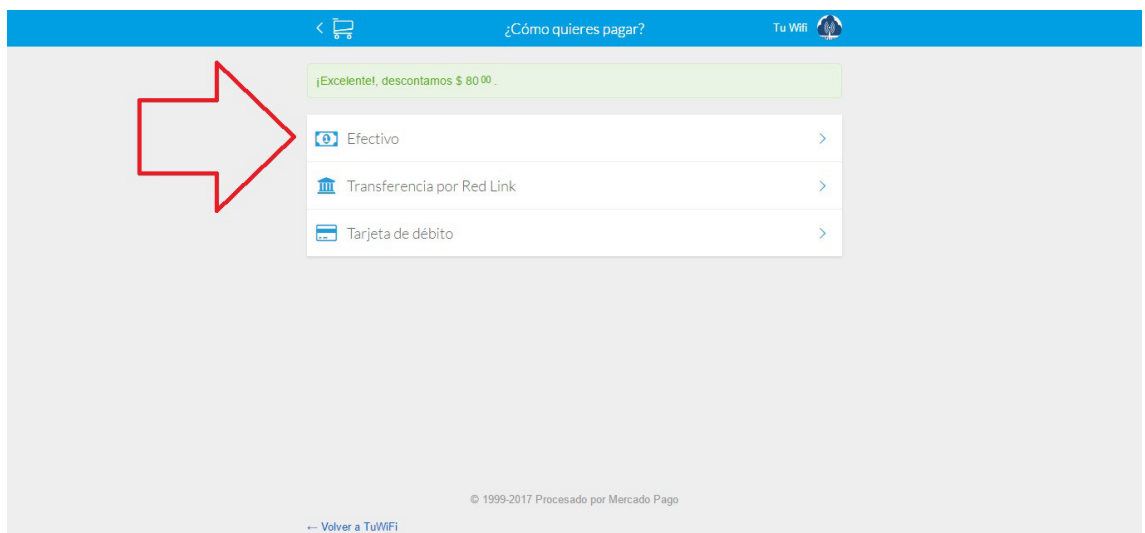 ¿Cómo quieres pagar?
Tu Wifi
¡Excelente!, descontamos $ 80 00 .
Efectivo
Transferencia por Red Link
Tarjeta de débito
© 1999-2017 Procesado por Mercado Pago
← Volver a TuWiFi